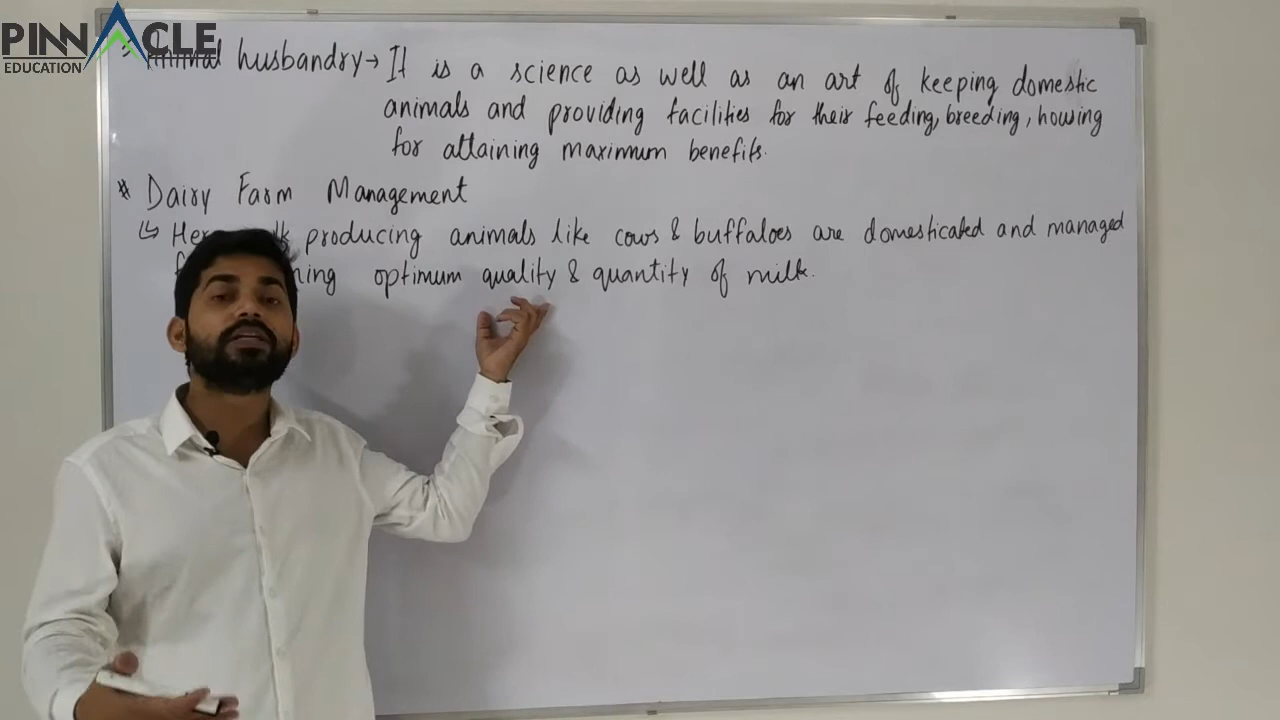 PINNACLE
EDUCATION
Animal husbandry → It is a science as well as an art of keeping domestic
animals and providing facilities for their feeding, breeding, housing
for attaining maximum benefits.
* Dairy Farm Management
↳ producing animals like cows & buffaloes are domesticated and managed
optimum quality & quantity of milk.